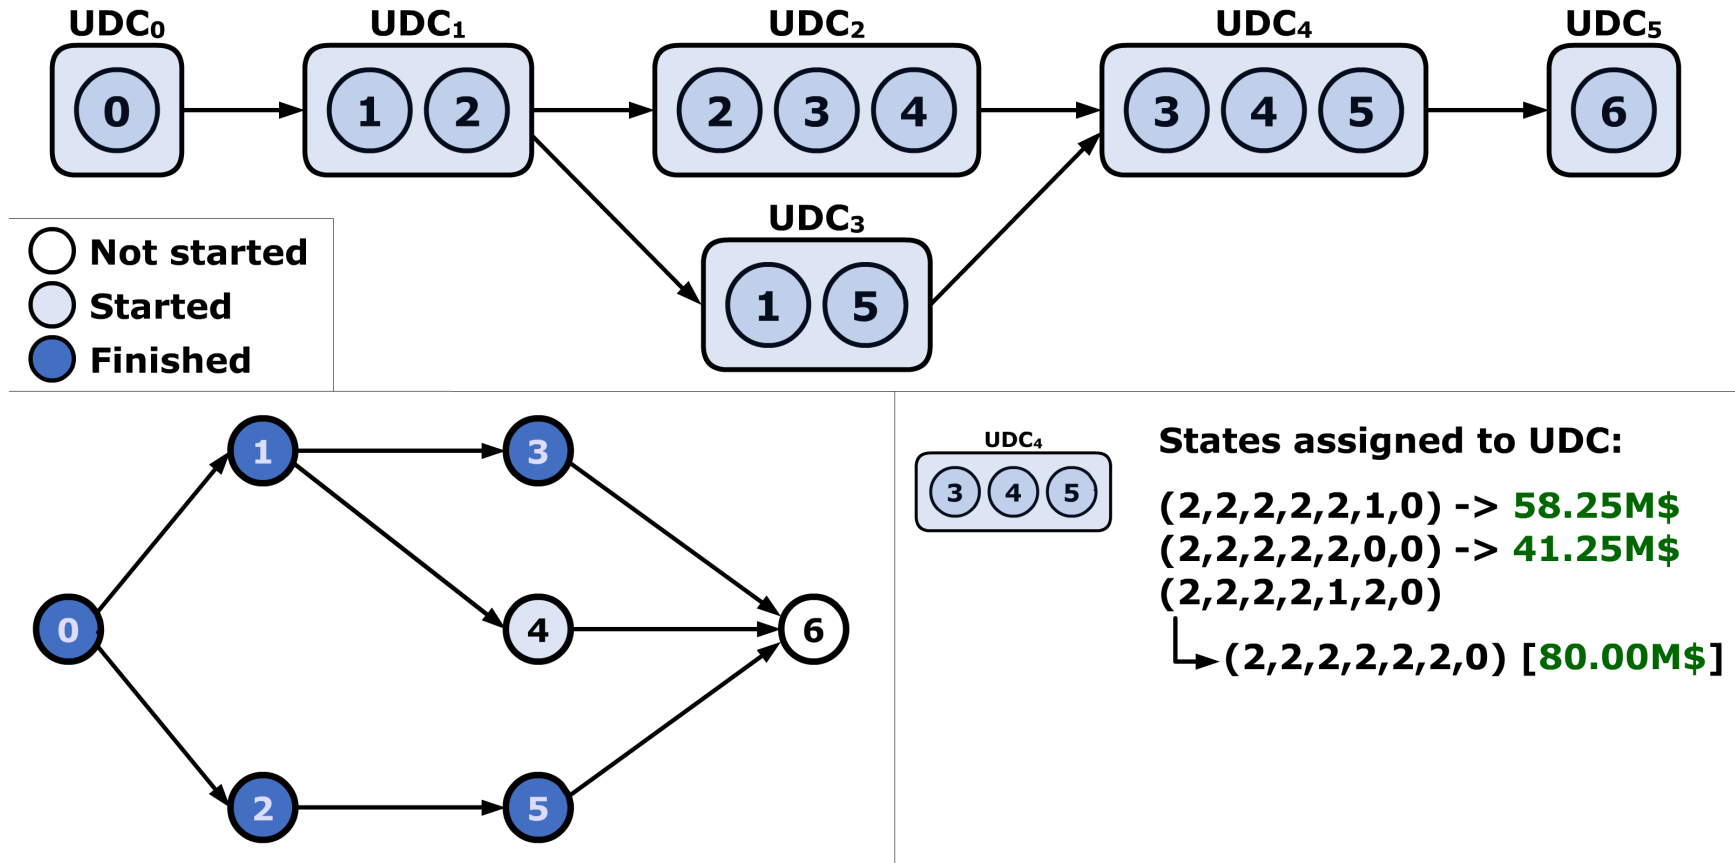 UDC₀ UDC₁ UDC₂ UDC₄ UDC₅
0 1 2 2 3 4 3 4 5 6
UDC₃
1 5
Not started
Started
Finished
1 3
0 4 6
2 5
UDC₄
3 4 5
States assigned to UDC:
(2,2,2,2,2,1,0) -> 58.25M$
(2,2,2,2,2,0,0) -> 41.25M$
(2,2,2,2,1,2,0)
(2,2,2,2,2,2,0) [80.00M$]